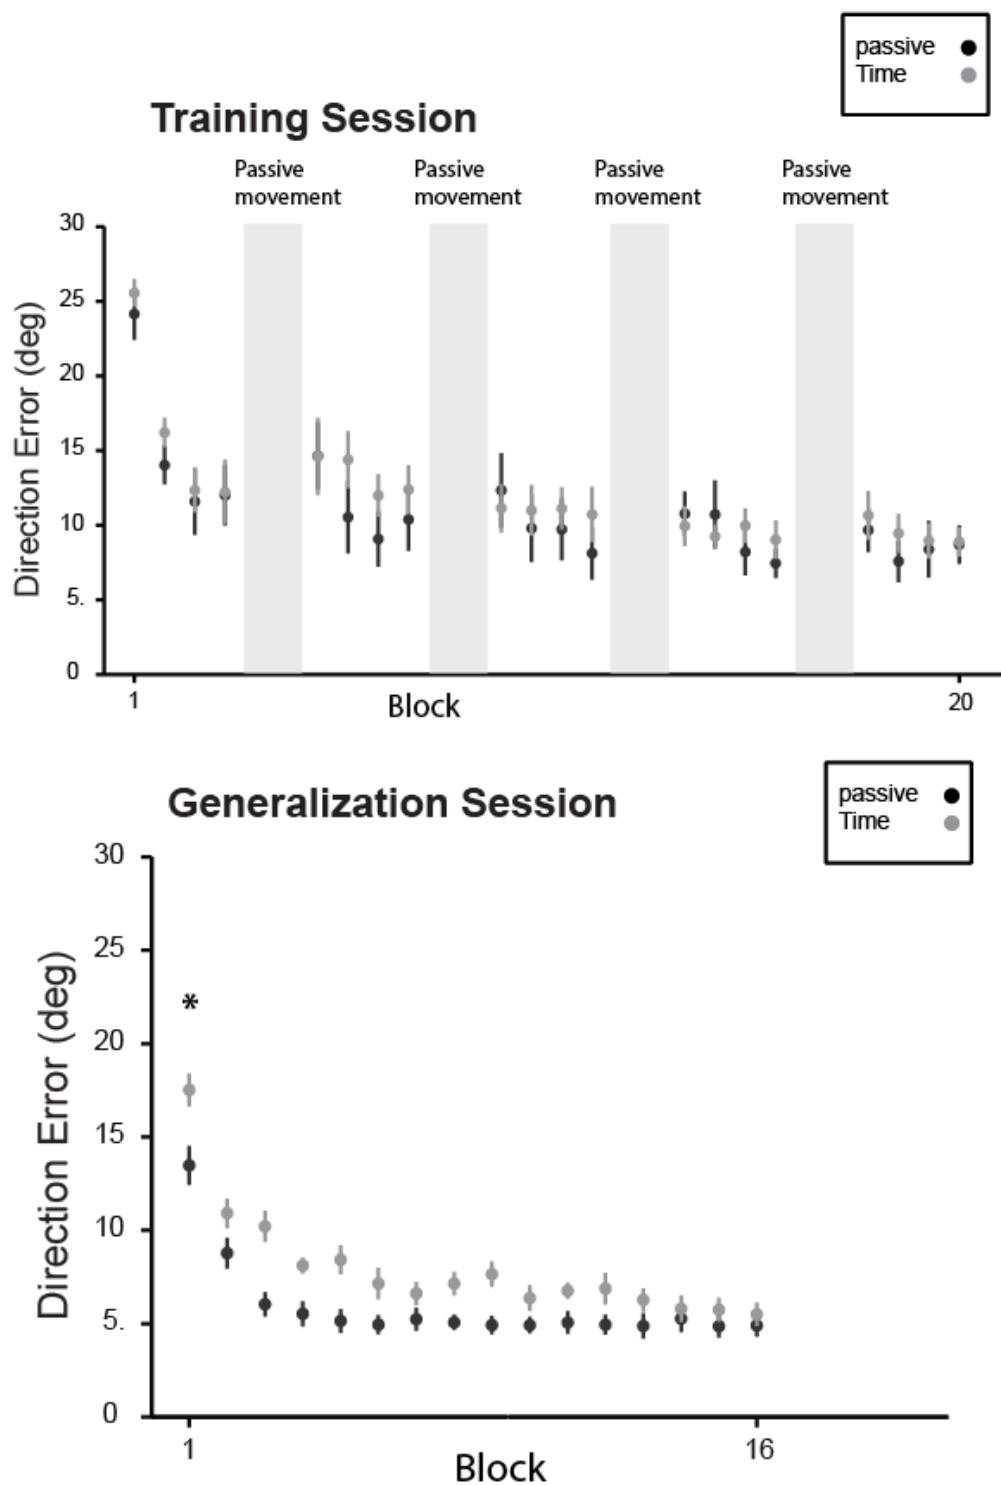 passive
Time
Training Session
Passive movement
Passive movement
Passive movement
Passive movement
30
25
20
15
10
5.
0
Direction Error (deg)
1
20
Block
passive
Time
Generalization Session
30
25
20
15
10
5.
0
Direction Error (deg)
*
1
16
Block